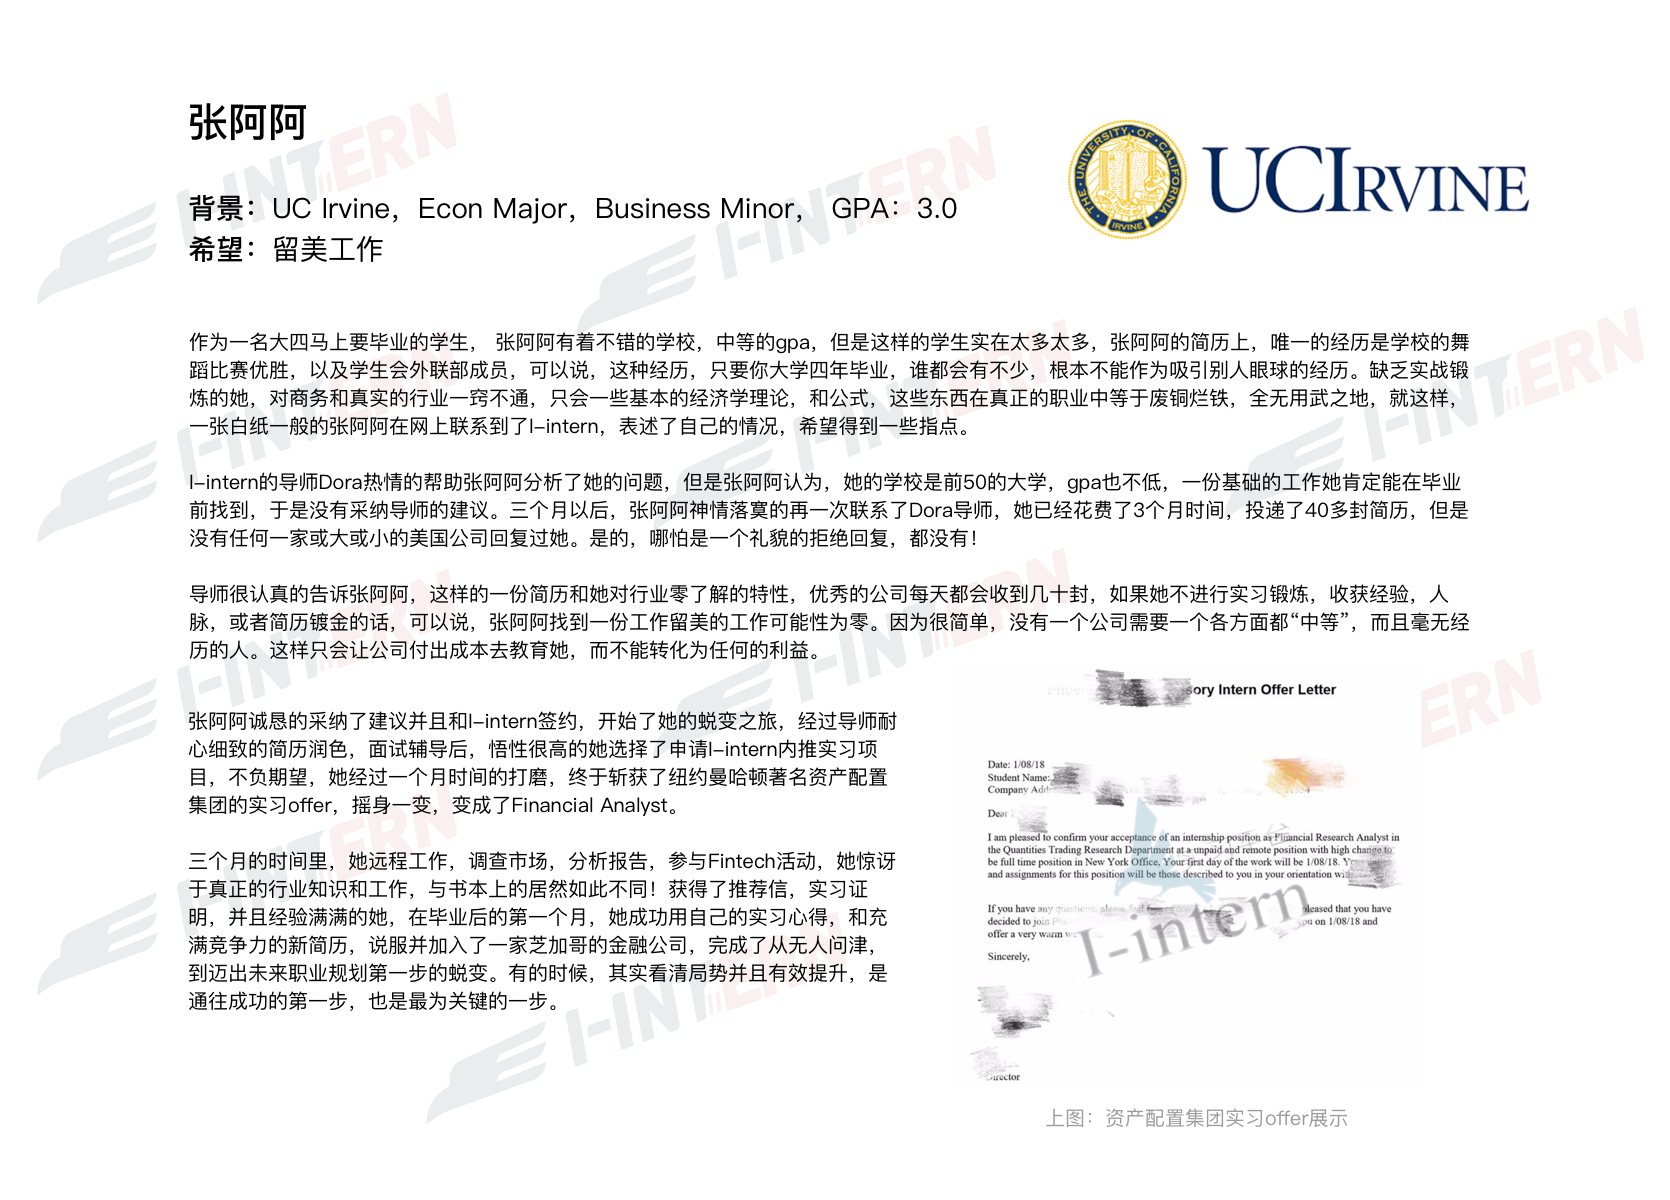 张阿阿
THE · UNIVERSITY · OF · CALIFORNIA
IRVINE
UCIRVINE
背景：UC Irvine，Econ Major，Business Minor， GPA：3.0
希望：留美工作
作为一名大四马上要毕业的学生， 张阿阿有着不错的学校，中等的gpa，但是这样的学生实在太多太多，张阿阿的简历上，唯一的经历是学校的舞
蹈比赛优胜，以及学生会外联部成员，可以说，这种经历，只要你大学四年毕业，谁都会有不少，根本不能作为吸引别人眼球的经历。缺乏实战锻
炼的她，对商务和真实的行业一窍不通，只会一些基本的经济学理论，和公式，这些东西在真正的职业中等于废铜烂铁，全无用武之地，就这样，
一张白纸一般的张阿阿在网上联系到了I-intern，表述了自己的情况，希望得到一些指点。
I-intern的导师Dora热情的帮助张阿阿分析了她的问题，但是张阿阿认为，她的学校是前50的大学，gpa也不低，一份基础的工作她肯定能在毕业
前找到，于是没有采纳导师的建议。三个月以后，张阿阿神情落寞的再一次联系了Dora导师，她已经花费了3个月时间，投递了40多封简历，但是
没有任何一家或大或小的美国公司回复过她。是的，哪怕是一个礼貌的拒绝回复，都没有！
导师很认真的告诉张阿阿，这样的一份简历和她对行业零了解的特性，优秀的公司每天都会收到几十封，如果她不进行实习锻炼，收获经验，人
脉，或者简历镀金的话，可以说，张阿阿找到一份工作留美的工作可能性为零。因为很简单，没有一个公司需要一个各方面都“中等”，而且毫无经
历的人。这样只会让公司付出成本去教育她，而不能转化为任何的利益。
张阿阿诚恳的采纳了建议并且和I-intern签约，开始了她的蜕变之旅，经过导师耐
心细致的简历润色，面试辅导后，悟性很高的她选择了申请I-intern内推实习项
目，不负期望，她经过一个月时间的打磨，终于斩获了纽约曼哈顿著名资产配置
集团的实习offer，摇身一变，变成了Financial Analyst。
三个月的时间里，她远程工作，调查市场，分析报告，参与Fintech活动，她惊讶
于真正的行业知识和工作，与书本上的居然如此不同！获得了推荐信，实习证
明，并且经验满满的她，在毕业后的第一个月，她成功用自己的实习心得，和充
满竞争力的新简历，说服并加入了一家芝加哥的金融公司，完成了从无人问津，
到迈出未来职业规划第一步的蜕变。有的时候，其实看清局势并且有效提升，是
通往成功的第一步，也是最为关键的一步。
Intern Offer Letter
Date: 1/08/18
Student Name:
Company
Dear
I am pleased to confirm your acceptance of an internship position as Financial Research Analyst in
the Quantities Trading Research Department at a unpaid and remote position with high change to
be full time position in New York Office. Your first day of the work will be 1/08/18.
and assignments for this position will be those described to you in your orientation
If you have any pleased that you have
decided to join on 1/08/18 and
offer a very warm
Sincerely,
Director
I-intern
上图：资产配置集团实习offer展示
I-INTERN
I-INTERN
I-INTERN
I-INTERN
I-INTERN
I-INTERN
I-INTERN
ERN
I-INTERN
I-INTERN